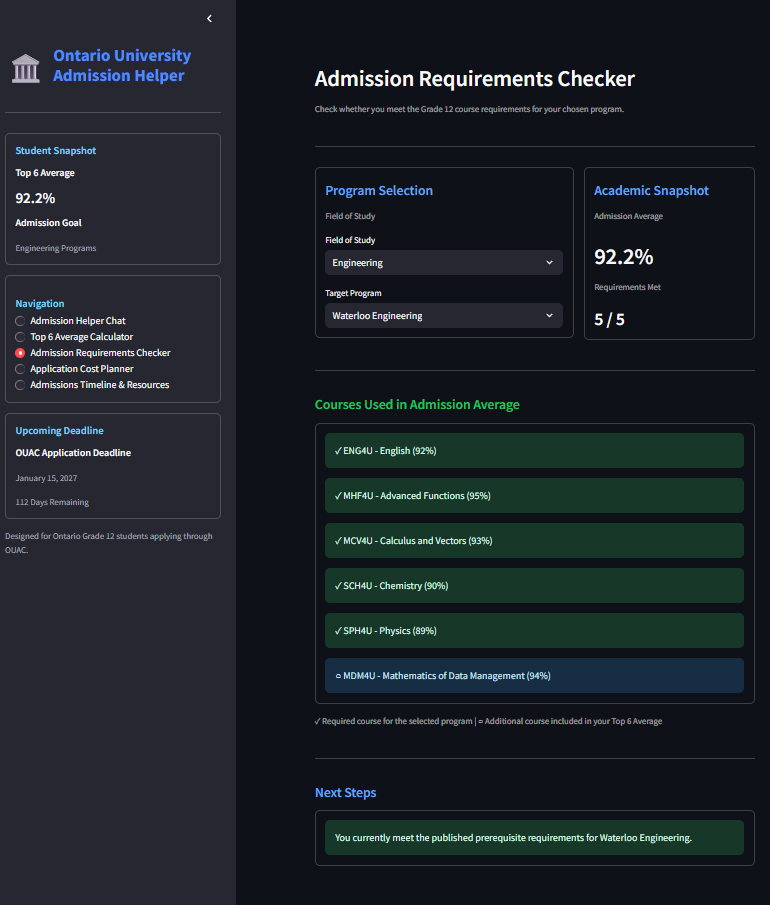 Ontario University
Admission Helper
Student Snapshot
Top 6 Average
92.2%
Admission Goal
Engineering Programs
Navigation
Admission Helper Chat
Top 6 Average Calculator
Admission Requirements Checker
Application Cost Planner
Admissions Timeline & Resources
Upcoming Deadline
OUAC Application Deadline
January 15, 2027
112 Days Remaining
Designed for Ontario Grade 12 students applying through
OUAC.
Admission Requirements Checker
Check whether you meet the Grade 12 course requirements for your chosen program.
Program Selection
Field of Study
Field of Study
Engineering
Target Program
Waterloo Engineering
Academic Snapshot
Admission Average
92.2%
Requirements Met
5 / 5
Courses Used in Admission Average
✓ ENG4U - English (92%)
✓ MHF4U - Advanced Functions (95%)
✓ MCV4U - Calculus and Vectors (93%)
✓ SCH4U - Chemistry (90%)
✓ SPH4U - Physics (89%)
○ MDM4U - Mathematics of Data Management (94%)
✓ Required course for the selected program | ○ Additional course included in your Top 6 Average
Next Steps
You currently meet the published prerequisite requirements for Waterloo Engineering.